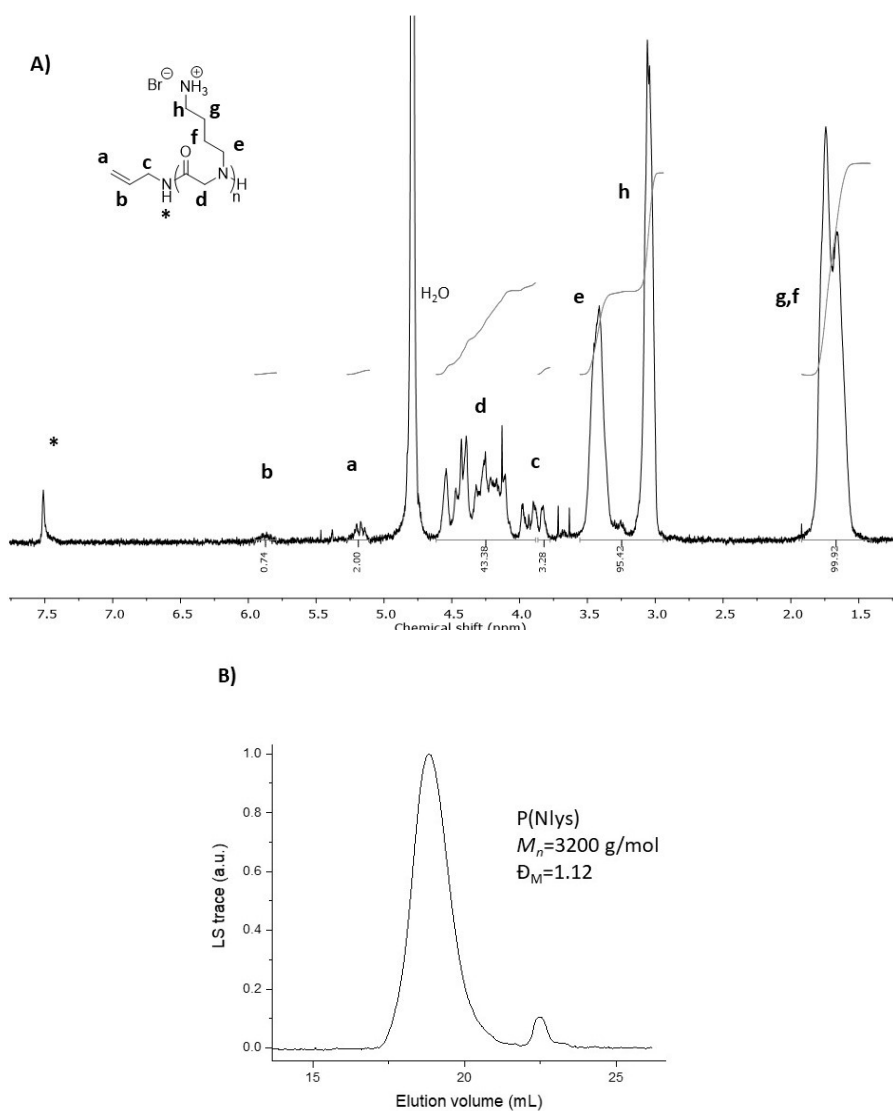 A)
Br⊖
⊕
NH3
h
g
f
e
a
c
O
b
N
H
d
N
H
n
*
H2O
h
e
g,f
d
*
b
a
c
0.74
2.00
43.38
3.28
95.43
99.93
7.5 7.0 6.5 6.0 5.5 5.0 4.5 4.0 3.5 3.0 2.5 2.0 1.5
Chemical shift (ppm)
B)
1.0
0.8
0.6
0.4
0.2
0.0
LS trace (a.u.)
P(Nlys)
Mn=3200 g/mol
ĐM=1.12
15 20 25
Elution volume (mL)